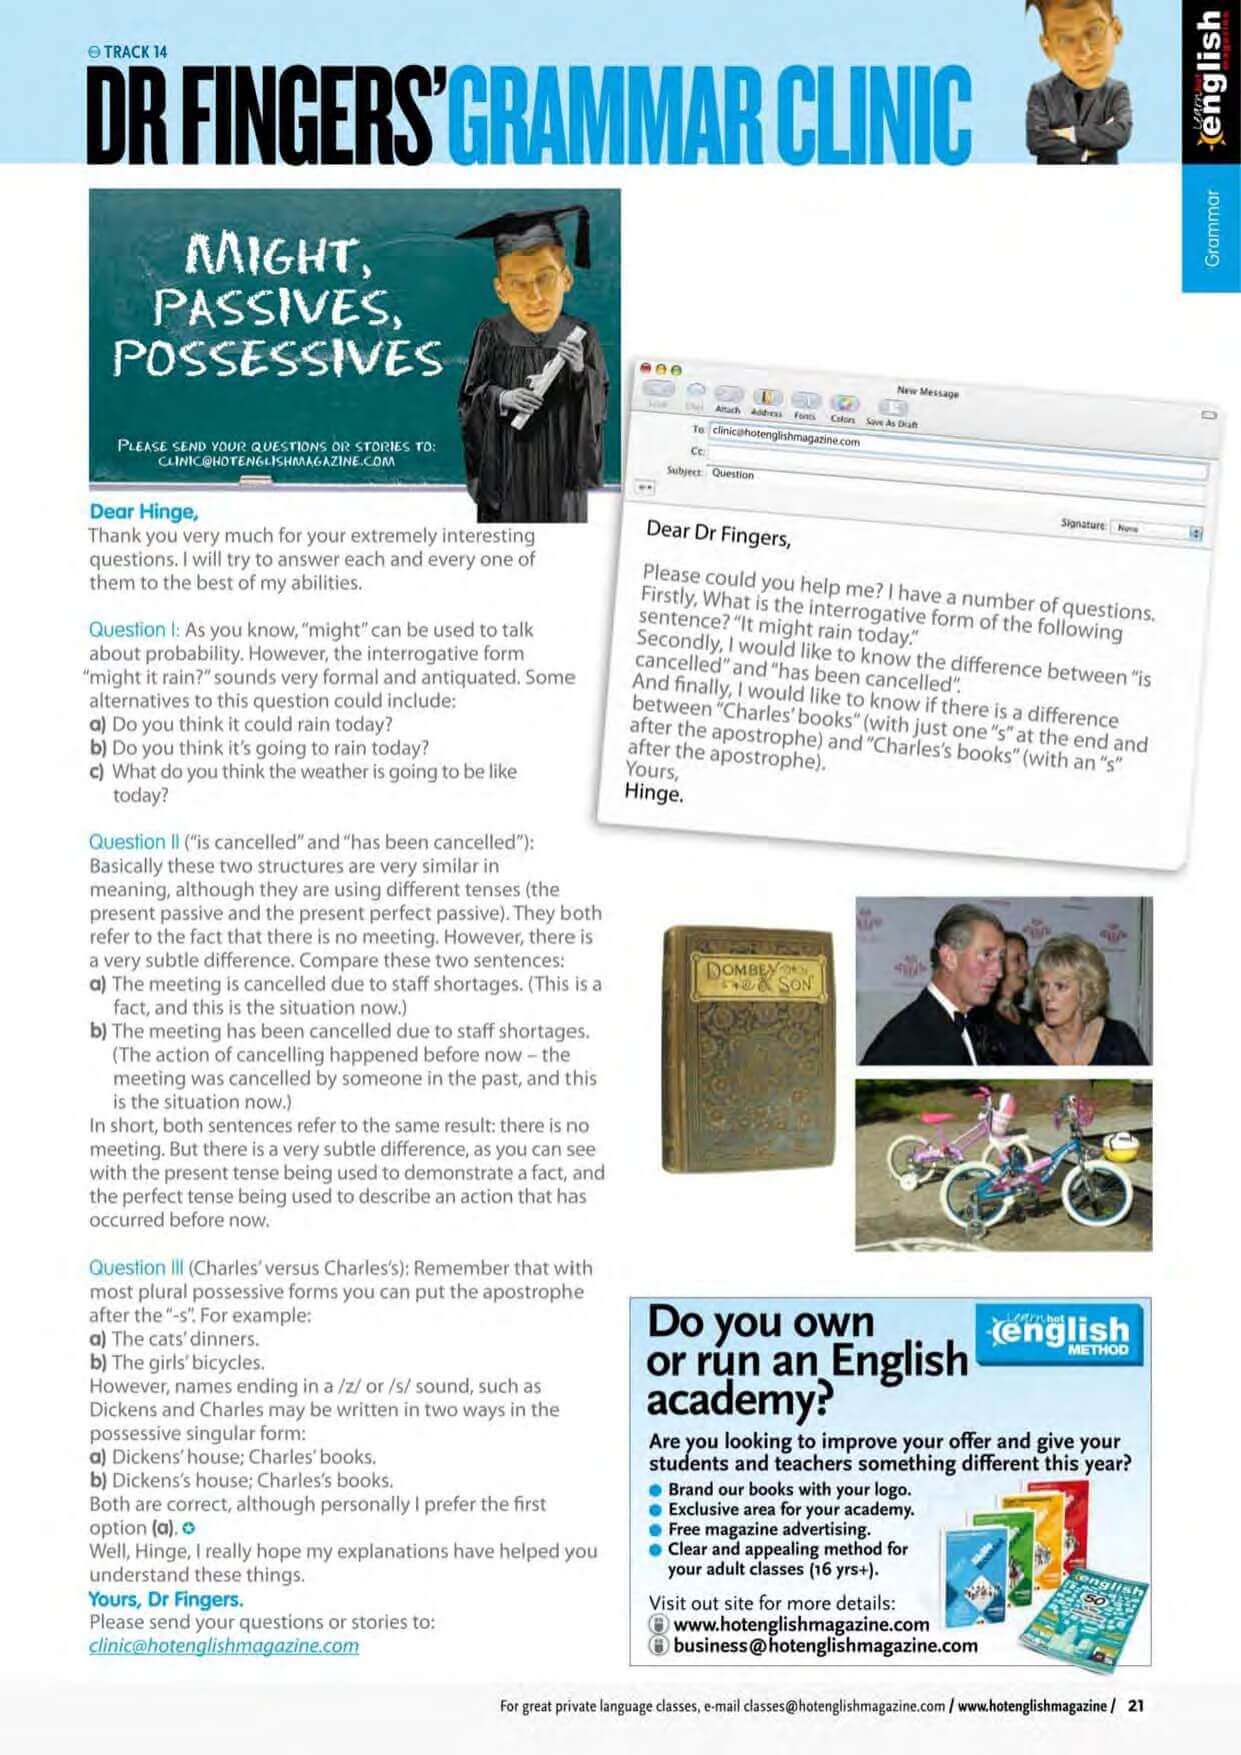 TRACK 14
DR FINGERS' GRAMMAR CLINIC
Learn hot
english
magazine
Grammar
MIGHT,
PASSIVES,
POSSESSIVES
PLEASE SEND YOUR QUESTIONS OR STORIES TO:
CLINIC@HOTENGLISHMAGAZINE.COM
Dear Hinge,
Thank you very much for your extremely interesting
questions. I will try to answer each and every one of
them to the best of my abilities.
Question I: As you know, "might" can be used to talk
about probability. However, the interrogative form
"might it rain?" sounds very formal and antiquated. Some
alternatives to this question could include:
a) Do you think it could rain today?
b) Do you think it's going to rain today?
c) What do you think the weather is going to be like
today?
Question II ("is cancelled" and "has been cancelled"):
Basically these two structures are very similar in
meaning, although they are using different tenses (the
present passive and the present perfect passive). They both
refer to the fact that there is no meeting. However, there is
a very subtle difference. Compare these two sentences:
a) The meeting is cancelled due to staff shortages. (This is a
fact, and this is the situation now.)
b) The meeting has been cancelled due to staff shortages.
(The action of cancelling happened before now – the
meeting was cancelled by someone in the past, and this
is the situation now.)
In short, both sentences refer to the same result: there is no
meeting. But there is a very subtle difference, as you can see
with the present tense being used to demonstrate a fact, and
the perfect tense being used to describe an action that has
occurred before now.
Question III (Charles' versus Charles's): Remember that with
most plural possessive forms you can put the apostrophe
after the "-s". For example:
a) The cats' dinners.
b) The girls' bicycles.
However, names ending in a /z/ or /s/ sound, such as
Dickens and Charles may be written in two ways in the
possessive singular form:
a) Dickens' house; Charles' books.
b) Dickens's house; Charles's books.
Both are correct, although personally I prefer the first
option (a).
Well, Hinge, I really hope my explanations have helped you
understand these things.
Yours, Dr Fingers.
Please send your questions or stories to:
clinic@hotenglishmagazine.com
New Message
Attach Address Fonts Colors Save As Draft
To: clinic@hotenglishmagazine.com
Cc:
Subject: Question
Signature: None
Dear Dr Fingers,
Please could you help me? I have a number of questions.
Firstly, What is the interrogative form of the following
sentence? "It might rain today."
Secondly, I would like to know the difference between "is
cancelled" and "has been cancelled".
And finally, I would like to know if there is a difference
between "Charles' books" (with just one "s" at the end and
after the apostrophe) and "Charles's books" (with an "s"
after the apostrophe).
Yours,
Hinge.
DOMBEY
& SON
Do you own
or run an English
academy?
Learn hot
english
METHOD
Are you looking to improve your offer and give your
students and teachers something different this year?
Brand our books with your logo.
Exclusive area for your academy.
Free magazine advertising.
Clear and appealing method for
your adult classes (16 yrs+).
Visit out site for more details:
www.hotenglishmagazine.com
business@hotenglishmagazine.com
english
50
For great private language classes, e-mail classes@hotenglishmagazine.com / www.hotenglishmagazine / 21